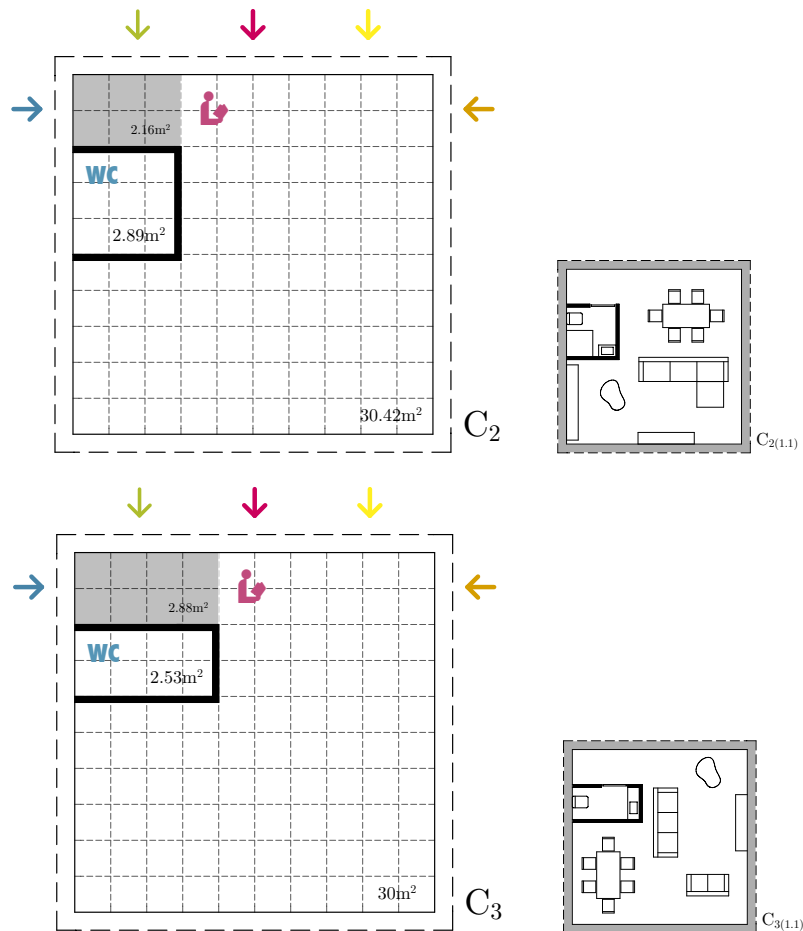 2.16m²
WC
2.89m²
30.42m²
C₂
C₂₍₁.₁₎
2.88m²
WC
2.53m²
30m²
C₃
C₃₍₁.₁₎